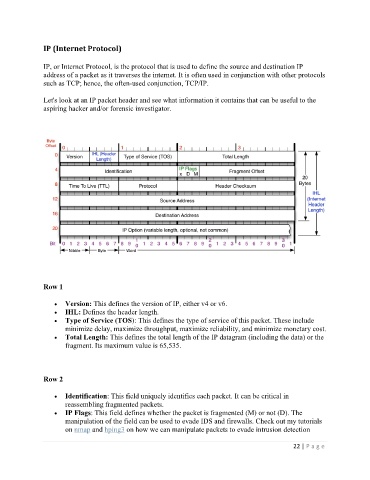 IP (Internet Protocol)
IP, or Internet Protocol, is the protocol that is used to define the source and destination IP
address of a packet as it traverses the internet. It is often used in conjunction with other protocols
such as TCP; hence, the often-used conjunction, TCP/IP.
Let's look at an IP packet header and see what information it contains that can be useful to the
aspiring hacker and/or forensic investigator.
Byte
Offset 0 1 2 3
0 Version IHL (Header Length) Type of Service (TOS) Total Length
4 Identification IP Flags x D M Fragment Offset
8 Time To Live (TTL) Protocol Header Checksum
12 Source Address
16 Destination Address
20 IP Option (variable length, optional, not common)
20
Bytes
IHL
(Internet
Header
Length)
Bit 0 1 2 3 4 5 6 7 8 9 1 0 1 2 3 4 5 6 7 8 9 2 0 1 2 3 4 5 6 7 8 9 3 0 1
Nibble Byte Word
Row 1
• Version: This defines the version of IP, either v4 or v6.
• IHL: Defines the header length.
• Type of Service (TOS): This defines the type of service of this packet. These include
minimize delay, maximize throughput, maximize reliability, and minimize monetary cost.
• Total Length: This defines the total length of the IP datagram (including the data) or the
fragment. Its maximum value is 65,535.
Row 2
• Identification: This field uniquely identifies each packet. It can be critical in
reassembling fragmented packets.
• IP Flags: This field defines whether the packet is fragmented (M) or not (D). The
manipulation of the field can be used to evade IDS and firewalls. Check out my tutorials
on nmap and hping3 on how we can manipulate packets to evade intrusion detection
22 | P a g e